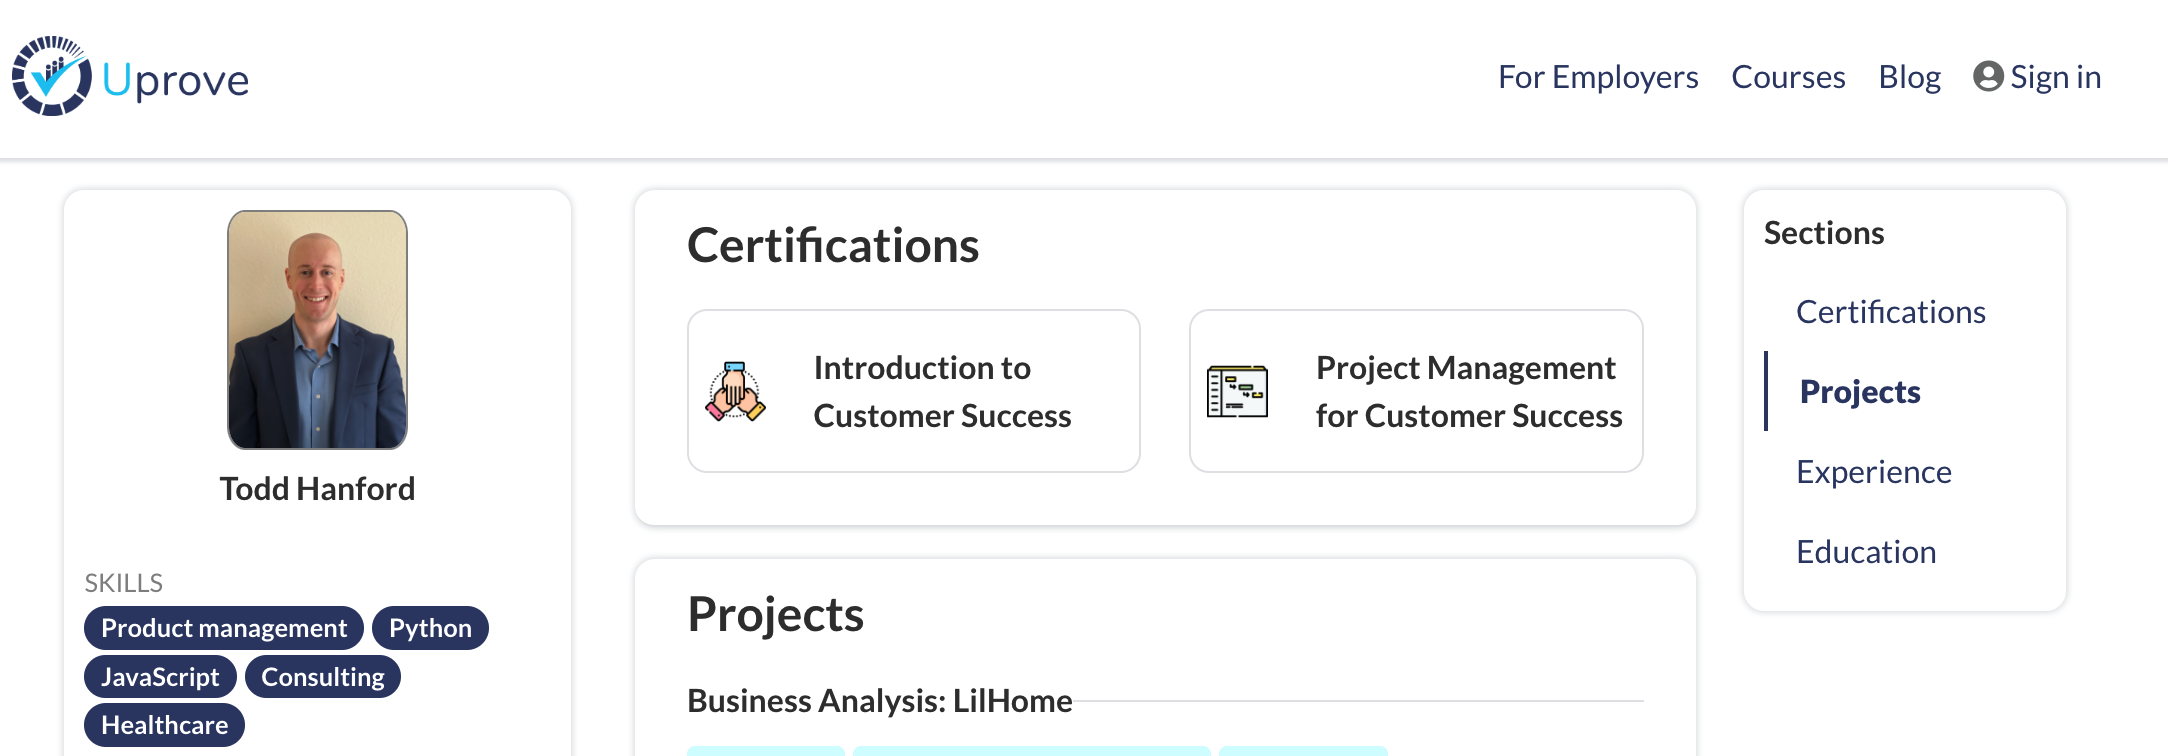 Uprove
For Employers
Courses
Blog
Sign in
Todd Hanford
SKILLS
Product management
Python
JavaScript
Consulting
Healthcare
Certifications
Introduction to
Customer Success
Project Management
for Customer Success
Projects
Business Analysis: LilHome
Sections
Certifications
Projects
Experience
Education